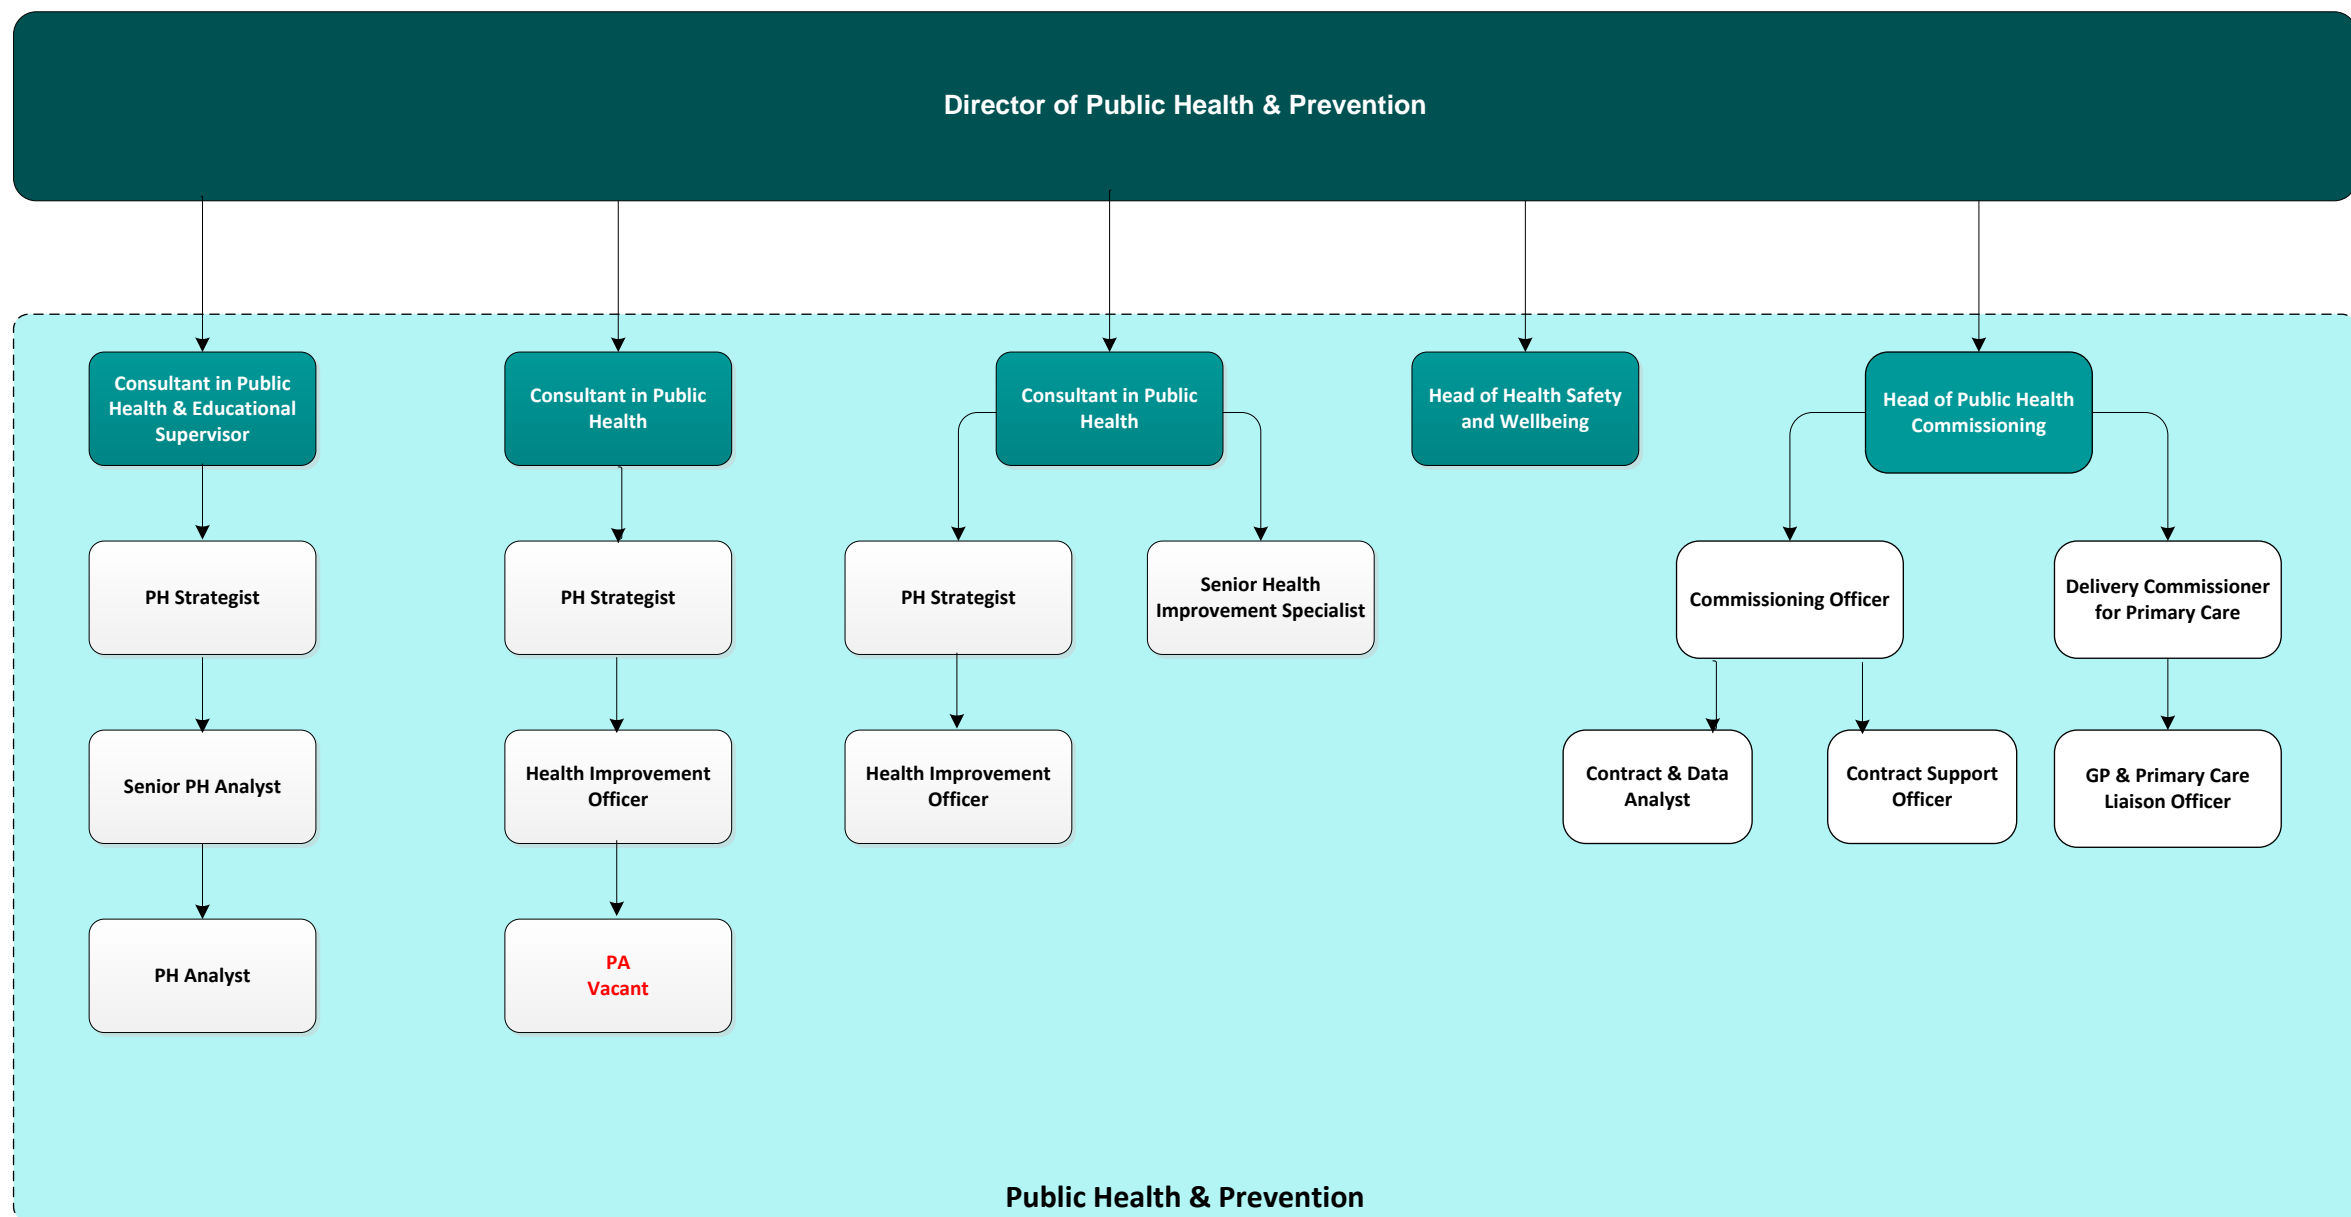 Director of Public Health & Prevention
Consultant in Public
Health & Educational
Supervisor
Consultant in Public
Health
Consultant in Public
Health
Head of Health Safety
and Wellbeing
Head of Public Health
Commissioning
PH Strategist
PH Strategist
PH Strategist
Senior Health
Improvement Specialist
Commissioning Officer
Delivery Commissioner
for Primary Care
Senior PH Analyst
Health Improvement
Officer
Health Improvement
Officer
Contract & Data
Analyst
Contract Support
Officer
GP & Primary Care
Liaison Officer
PH Analyst
PA
Vacant
Public Health & Prevention